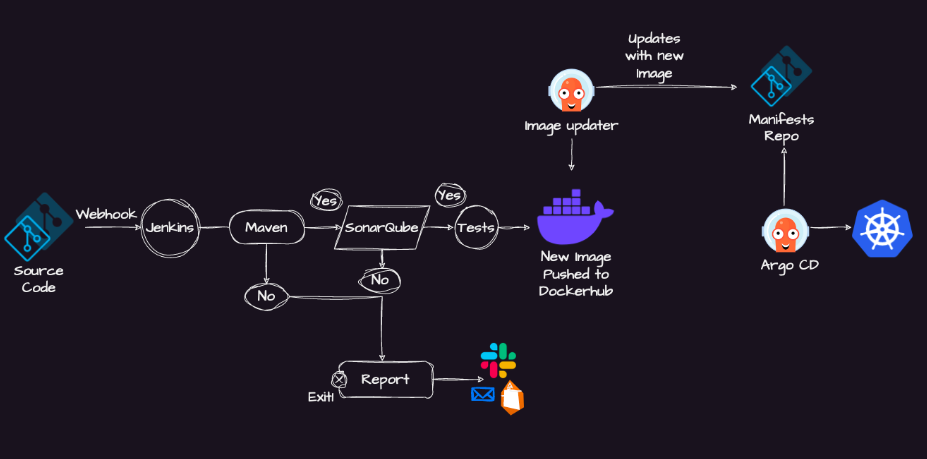 Updates
with new
Image
Image updater
Manifests
Repo
Webhook
Yes
Yes
Jenkins
Maven
SonarQube
Tests
Source
Code
New Image
Pushed to
Dockerhub
Argo CD
No
No
Report
Exit!